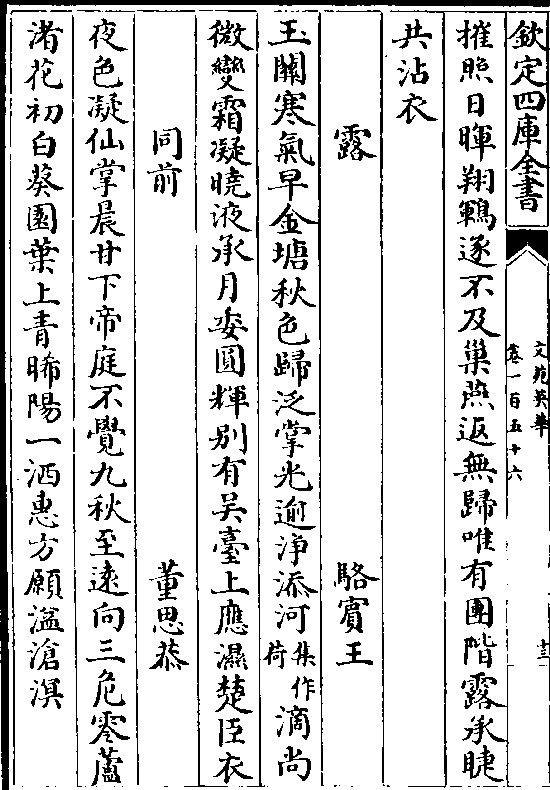 欽定四庫全書
文苑英華
卷一百五十六
摧照日暉翔鶤逐不及巢燕返無歸唯有團階露承睫
共沾衣
露 駱賓王
玉關寒氣早金塘秋色歸泛掌光逾淨添河集作荷滴尚
微變霜凝曉液承月委圓輝别有吴臺上應濕楚臣衣
同前 董思恭
夜色凝仙掌晨甘下帝庭不覺九秋至逺向三危零蘆
渚花初白葵園葉上青晞陽一洒惠方願溢滄溟